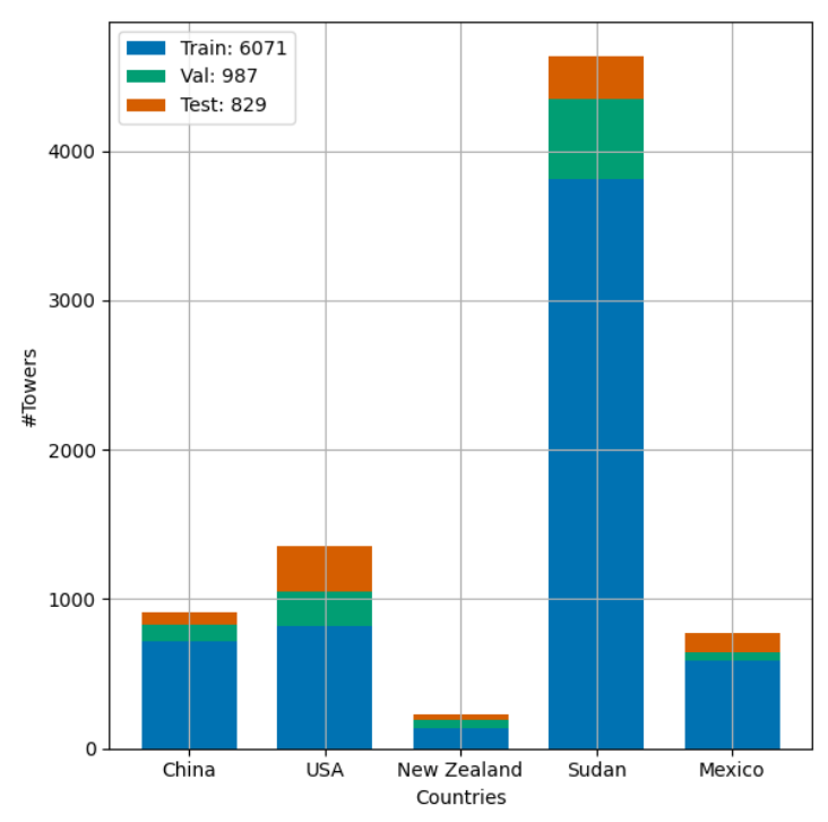 Train: 6071
Val: 987
Test: 829
4000
3000
2000
1000
0
#Towers
China USA New Zealand Sudan Mexico
Countries